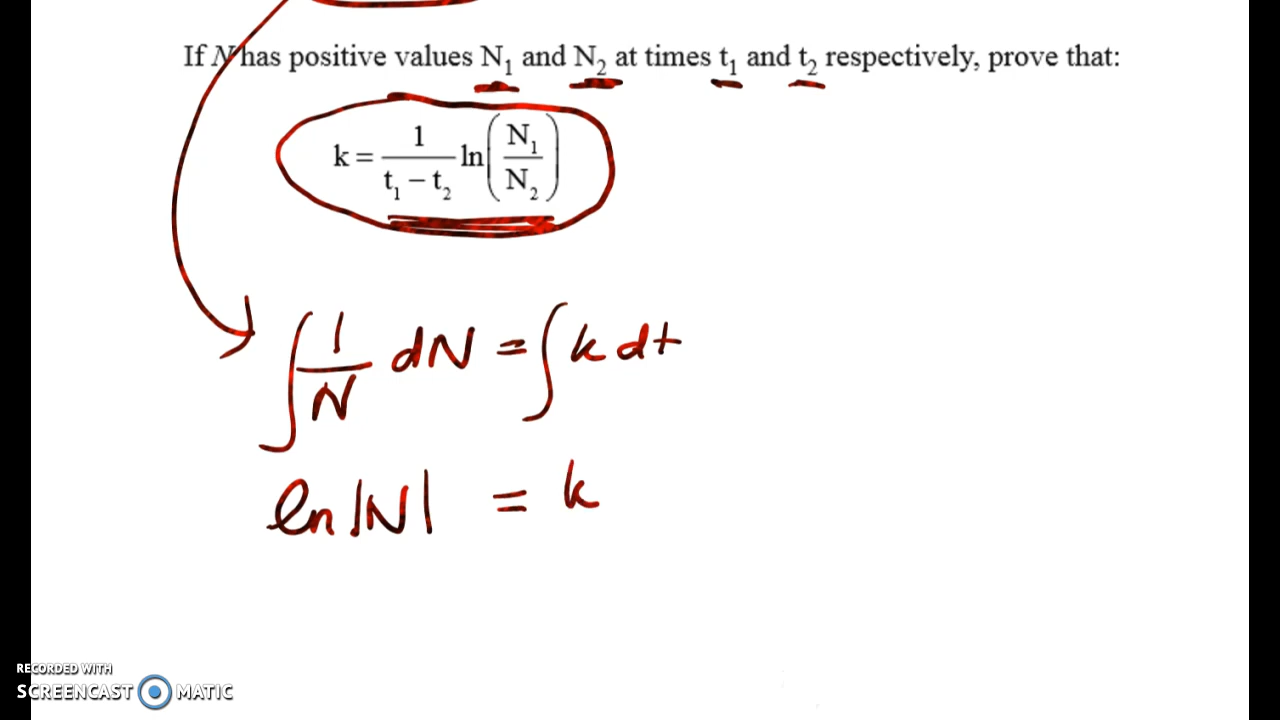 If N has positive values N₁ and N₂ at times t₁ and t₂ respectively, prove that:
k = 1/(t₁ − t₂) ln(N₁/N₂)
∫ 1/N dN = ∫ k dt
ln|N| = k
RECORDED WITH
SCREENCAST MATIC